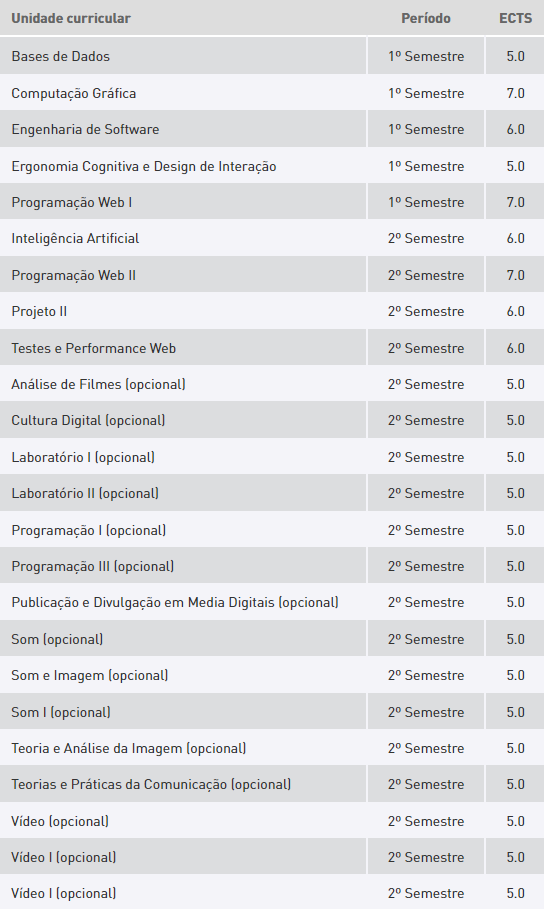 Unidade curricular Período ECTS
Bases de Dados 1º Semestre 5.0
Computação Gráfica 1º Semestre 7.0
Engenharia de Software 1º Semestre 6.0
Ergonomia Cognitiva e Design de Interação 1º Semestre 5.0
Programação Web I 1º Semestre 7.0
Inteligência Artificial 2º Semestre 6.0
Programação Web II 2º Semestre 7.0
Projeto II 2º Semestre 6.0
Testes e Performance Web 2º Semestre 6.0
Análise de Filmes (opcional) 2º Semestre 5.0
Cultura Digital (opcional) 2º Semestre 5.0
Laboratório I (opcional) 2º Semestre 5.0
Laboratório II (opcional) 2º Semestre 5.0
Programação I (opcional) 2º Semestre 5.0
Programação III (opcional) 2º Semestre 5.0
Publicação e Divulgação em Media Digitais (opcional) 2º Semestre 5.0
Som (opcional) 2º Semestre 5.0
Som e Imagem (opcional) 2º Semestre 5.0
Som I (opcional) 2º Semestre 5.0
Teoria e Análise da Imagem (opcional) 2º Semestre 5.0
Teorias e Práticas da Comunicação (opcional) 2º Semestre 5.0
Vídeo (opcional) 2º Semestre 5.0
Vídeo I (opcional) 2º Semestre 5.0
Vídeo I (opcional) 2º Semestre 5.0